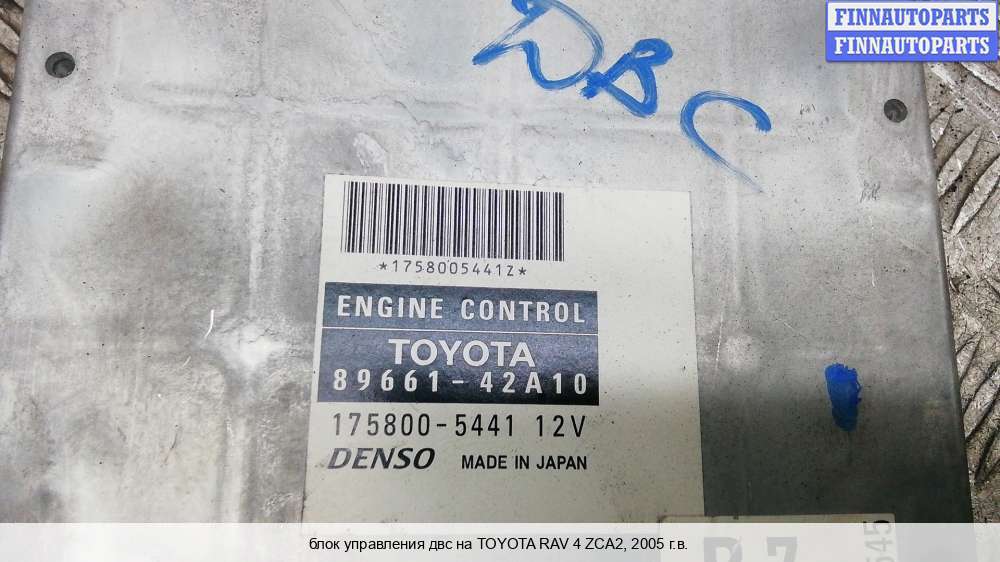 FINNAUTOPARTS
FINNAUTOPARTS
DBC
*1758005441Z*
ENGINE CONTROL
TOYOTA
89661-42A10
175800-5441 12V
DENSO MADE IN JAPAN
блок управления двс на TOYOTA RAV 4 ZCA2, 2005 г.в.